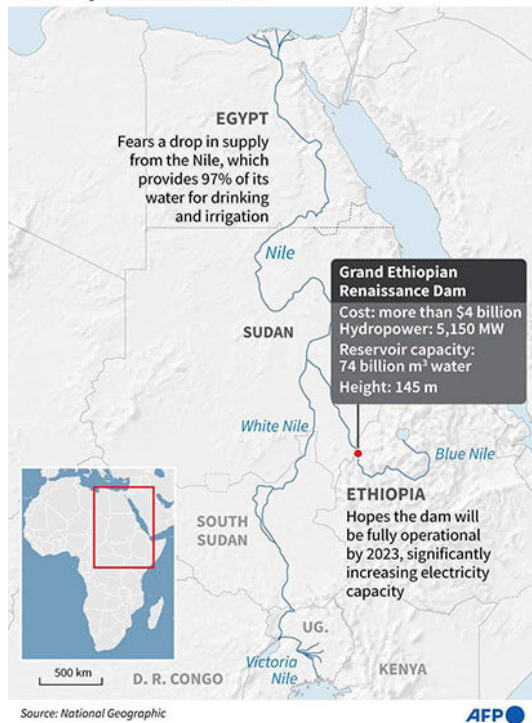 EGYPT
Fears a drop in supply
from the Nile, which
provides 97% of its
water for drinking
and irrigation
Nile
Grand Ethiopian
Renaissance Dam
Cost: more than $4 billion
Hydropower: 5,150 MW
Reservoir capacity:
74 billion m³ water
Height: 145 m
SUDAN
White Nile
Blue Nile
ETHIOPIA
Hopes the dam will
be fully operational
by 2023, significantly
increasing electricity
capacity
SOUTH
SUDAN
UG.
Victoria
Nile
KENYA
D. R. CONGO
500 km
Source: National Geographic
AFP